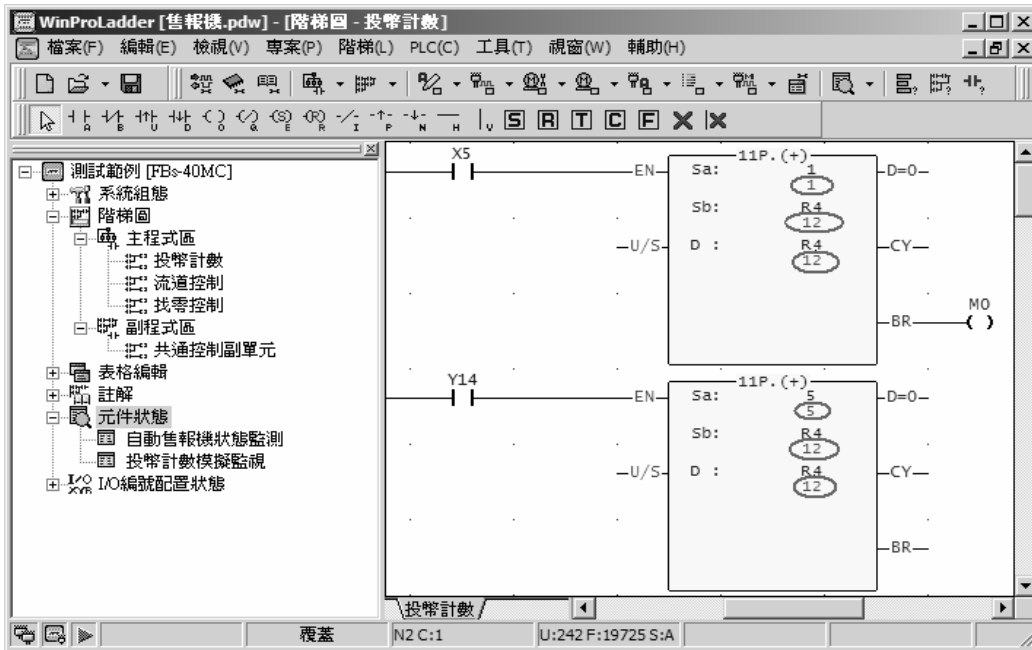 WinProLadder [售報機.pdw] - [階梯圖 - 投幣計數]
檔案(F) 編輯(E) 檢視(V) 專案(P) 階梯(L) PLC(C) 工具(T) 視窗(W) 輔助(H)
A B U D O Q E R I P N H V S R T C F
測試範例 [FBs-40MC]
系統組態
階梯圖
主程式區
投幣計數
流道控制
找零控制
副程式區
共通控制副單元
表格編輯
註解
元件狀態
自動售報機狀態監測
投幣計數模擬監視
I/O編號配置狀態
X5
11P.(+)
EN Sa: 1 D=0
1
Sb: R4
12
U/S D : R4 CY
12
M0
BR
Y14
11P.(+)
EN Sa: 5 D=0
5
Sb: R4
12
U/S D : R4 CY
12
BR
投幣計數
覆蓋 N2 C:1 U:242 F:19725 S:A